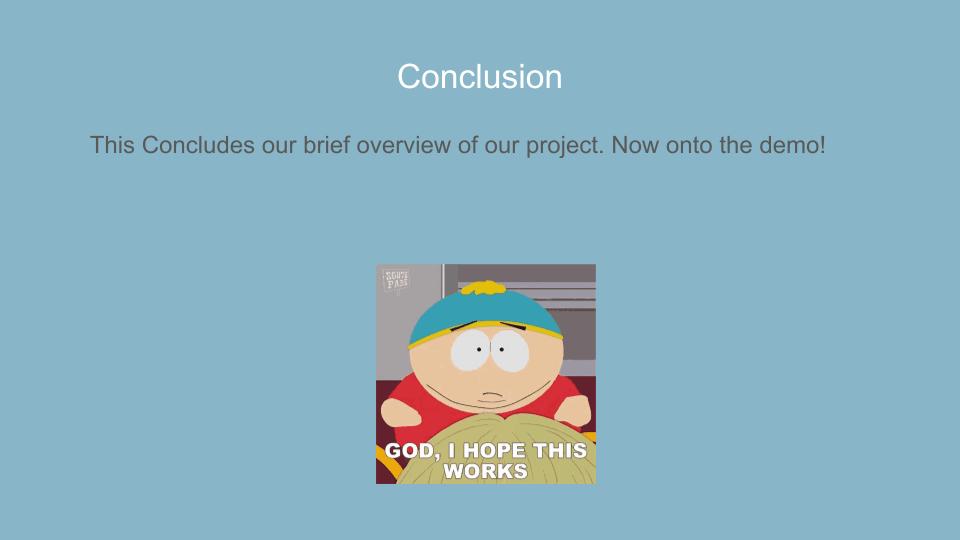 Conclusion
This Concludes our brief overview of our project. Now onto the demo!
SOUTH
PARK
GOD, I HOPE THIS
WORKS